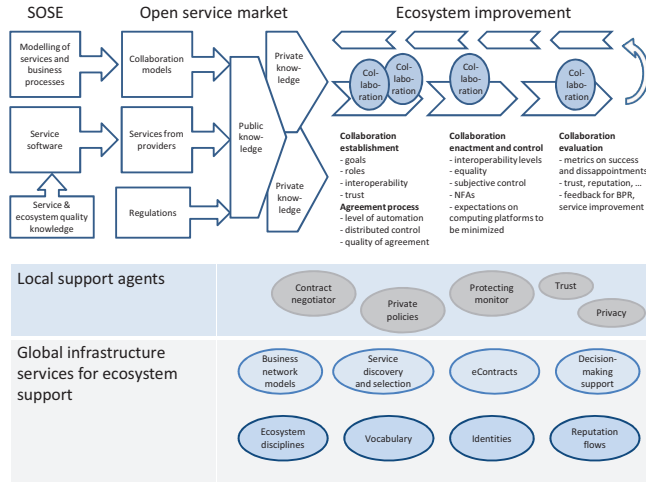 SOSE
Open service market
Ecosystem improvement
Modelling of
services and
business
processes
Collaboration
models
Private
know-
ledge
Service
software
Services from
providers
Public
know-
ledge
Service &
ecosystem quality
knowledge
Regulations
Private
know-
ledge
Col-
labo-
ration
Col-
labo-
ration
Col-
labo-
ration
Col-
labo-
ration
Collaboration
establishment
- goals
- roles
- interoperability
- trust
Agreement process
- level of automation
- distributed control
- quality of agreement
Collaboration
enactment and control
- interoperability levels
- equality
- subjective control
- NFAs
- expectations on
computing platforms to
be minimized
Collaboration
evaluation
- metrics on success
and dissappointments
- trust, reputation, ...
- feedback for BPR,
service improvement
Local support agents
Contract
negotiator
Private
policies
Protecting
monitor
Trust
Privacy
Global infrastructure
services for ecosystem
support
Business
network
models
Service
discovery
and selection
eContracts
Decision-
making
support
Ecosystem
disciplines
Vocabulary
Identities
Reputation
flows